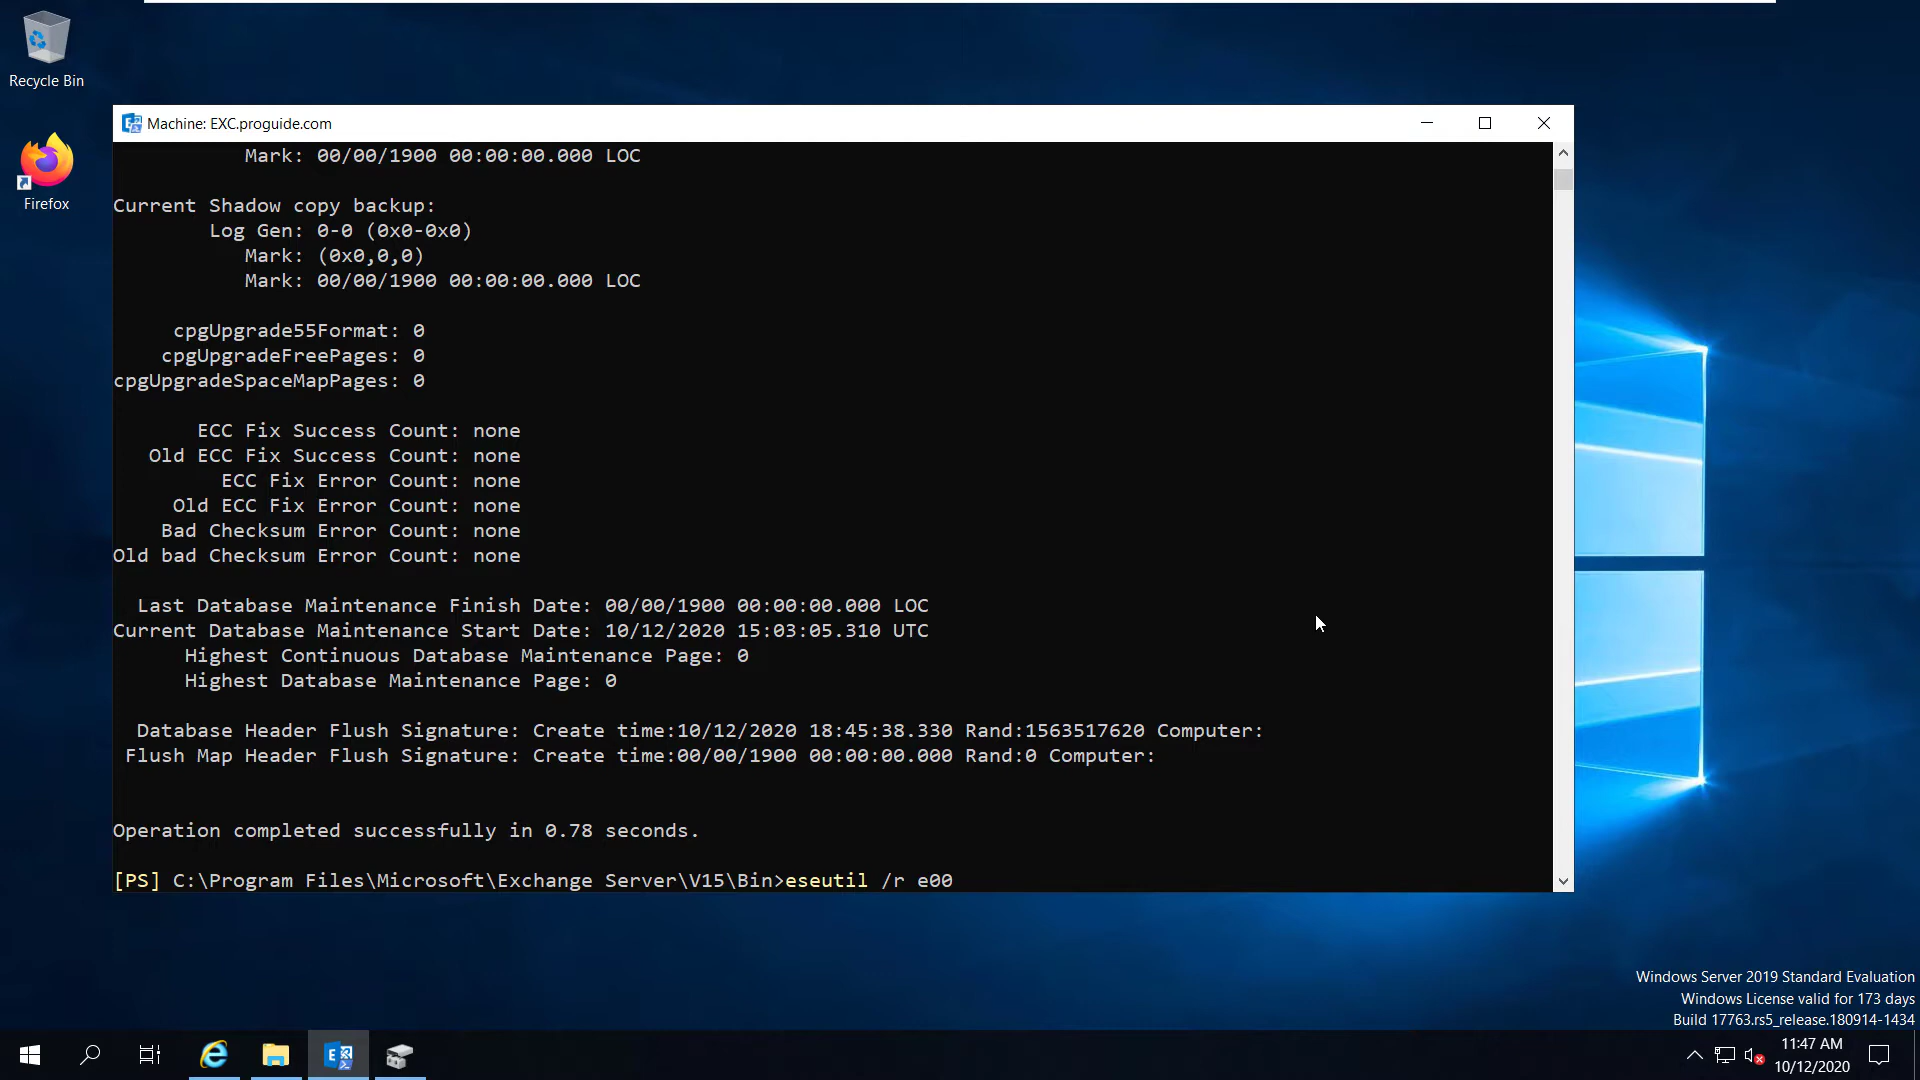 Recycle Bin
Firefox
Machine: EXC.proguide.com
Mark: 00/00/1900 00:00:00.000 LOC
Current Shadow copy backup:
Log Gen: 0-0 (0x0-0x0)
Mark: (0x0,0,0)
Mark: 00/00/1900 00:00:00.000 LOC
cpgUpgrade55Format: 0
cpgUpgradeFreePages: 0
cpgUpgradeSpaceMapPages: 0
ECC Fix Success Count: none
Old ECC Fix Success Count: none
ECC Fix Error Count: none
Old ECC Fix Error Count: none
Bad Checksum Error Count: none
Old bad Checksum Error Count: none
Last Database Maintenance Finish Date: 00/00/1900 00:00:00.000 LOC
Current Database Maintenance Start Date: 10/12/2020 15:03:05.310 UTC
Highest Continuous Database Maintenance Page: 0
Highest Database Maintenance Page: 0
Database Header Flush Signature: Create time:10/12/2020 18:45:38.330 Rand:1563517620 Computer:
Flush Map Header Flush Signature: Create time:00/00/1900 00:00:00.000 Rand:0 Computer:
Operation completed successfully in 0.78 seconds.
[PS] C:\Program Files\Microsoft\Exchange Server\V15\Bin>eseutil /r e00
Windows Server 2019 Standard Evaluation
Windows License valid for 173 days
Build 17763.rs5_release.180914-1434
11:47 AM
10/12/2020